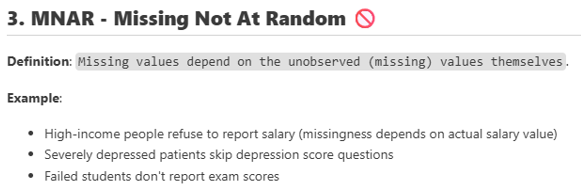 3. MNAR - Missing Not At Random 🚫
Definition: Missing values depend on the unobserved (missing) values themselves.
Example:
• High-income people refuse to report salary (missingness depends on actual salary value)
• Severely depressed patients skip depression score questions
• Failed students don't report exam scores